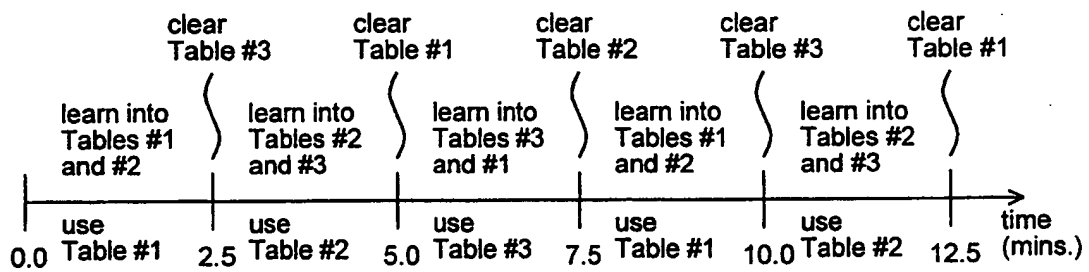 clear
Table #3
clear
Table #1
clear
Table #2
clear
Table #3
clear
Table #1
learn into
Tables #1
and #2
learn into
Tables #2
and #3
learn into
Tables #3
and #1
learn into
Tables #1
and #2
learn into
Tables #2
and #3
use
Table #1
use
Table #2
use
Table #3
use
Table #1
use
Table #2
time
(mins.)
0.0 2.5 5.0 7.5 10.0 12.5